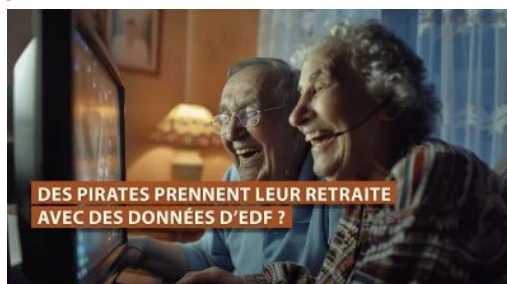 DES PIRATES PRENNENT LEUR RETRAITE
AVEC DES DONNÉES D'EDF ?